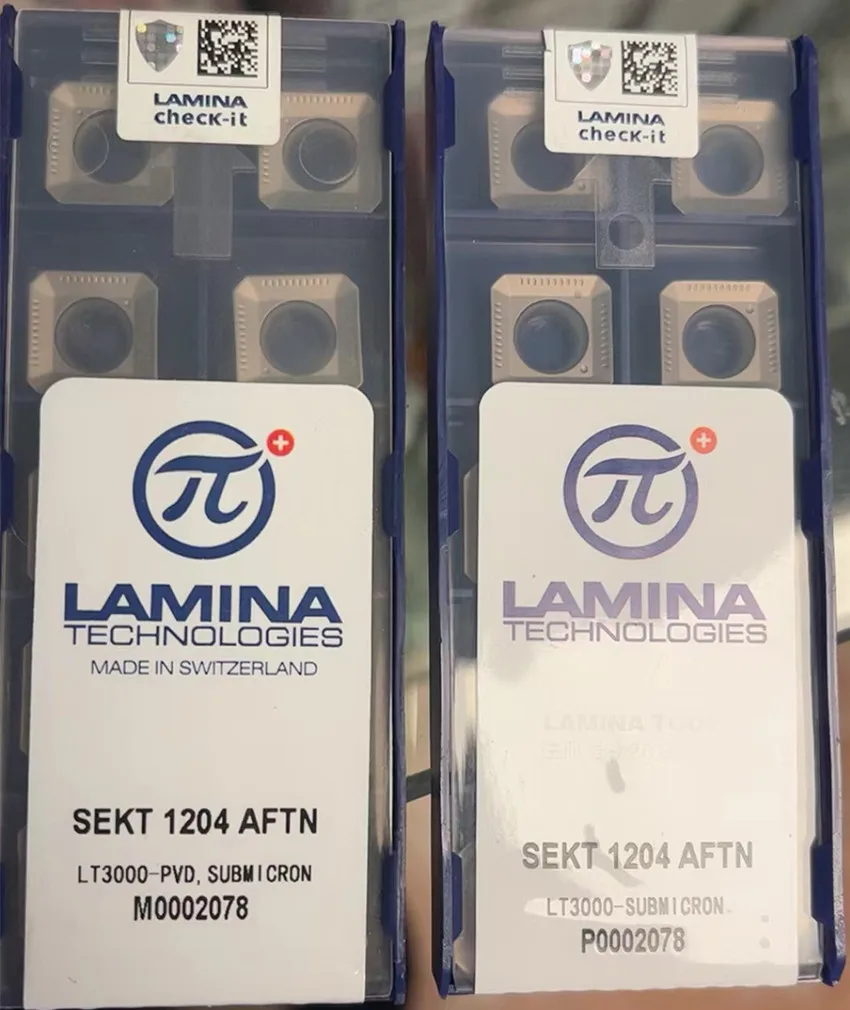 LAMINA
check-it
π
LAMINA
TECHNOLOGIES
MADE IN SWITZERLAND
SEKT 1204 AFTN
LT3000-PVD, SUBMICRON
M0002078
LAMINA
check-it
π
LAMINA
TECHNOLOGIES
LAMINA
SEKT 1204 AFTN
LT3000-SUBMICRON
P0002078